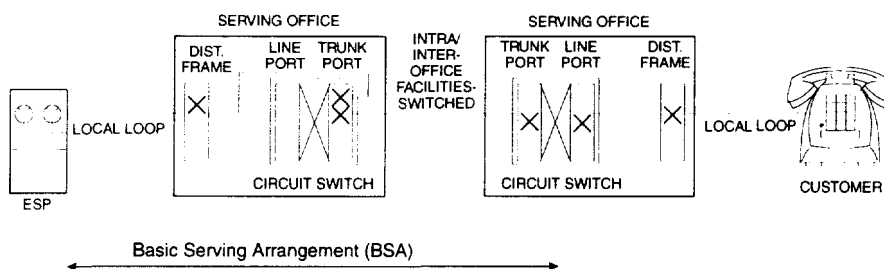 SERVING OFFICE
DIST. FRAME
LINE PORT
TRUNK PORT
CIRCUIT SWITCH
ESP
LOCAL LOOP
INTRA/
INTER-
OFFICE
FACILITIES-
SWITCHED
SERVING OFFICE
TRUNK PORT
LINE PORT
DIST. FRAME
CIRCUIT SWITCH
LOCAL LOOP
CUSTOMER
Basic Serving Arrangement (BSA)